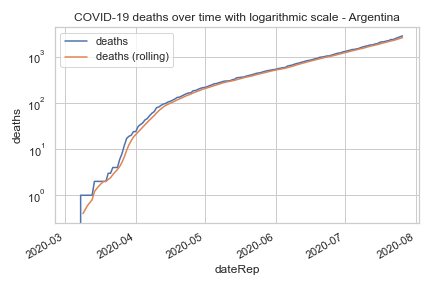 COVID-19 deaths over time with logarithmic scale - Argentina
deaths
deaths (rolling)
10³
10²
10¹
10⁰
deaths
2020-03
2020-04
2020-05
2020-06
2020-07
2020-08
dateRep